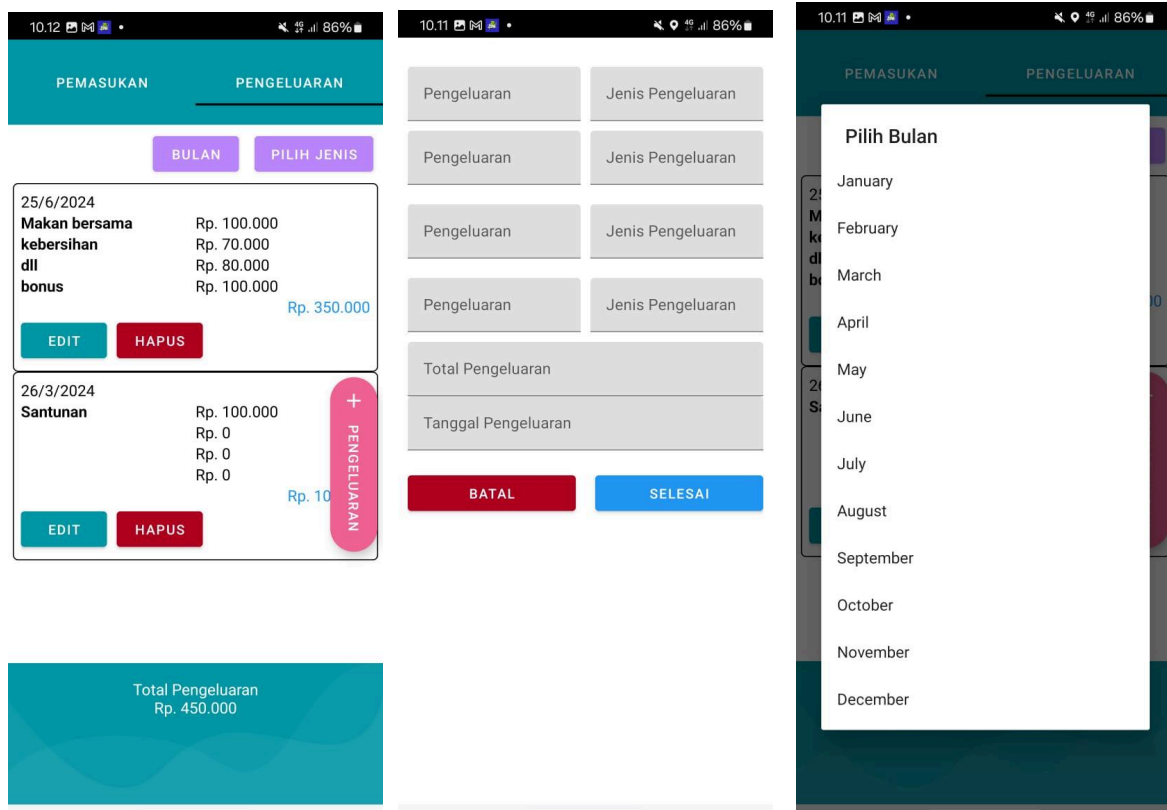 10.12 4G 86%
PEMASUKAN PENGELUARAN
BULAN PILIH JENIS
25/6/2024
Makan bersama Rp. 100.000
kebersihan Rp. 70.000
dll Rp. 80.000
bonus Rp. 100.000
Rp. 350.000
EDIT HAPUS
26/3/2024
Santunan Rp. 100.000
Rp. 0
Rp. 0
Rp. 0
Rp. 10
EDIT HAPUS
+ PENGELUARAN
Total Pengeluaran
Rp. 450.000
10.11 4G 86%
Pengeluaran Jenis Pengeluaran
Pengeluaran Jenis Pengeluaran
Pengeluaran Jenis Pengeluaran
Pengeluaran Jenis Pengeluaran
Total Pengeluaran
Tanggal Pengeluaran
BATAL SELESAI
10.11 4G 86%
PEMASUKAN PENGELUARAN
Pilih Bulan
January
February
March
April
May
June
July
August
September
October
November
December